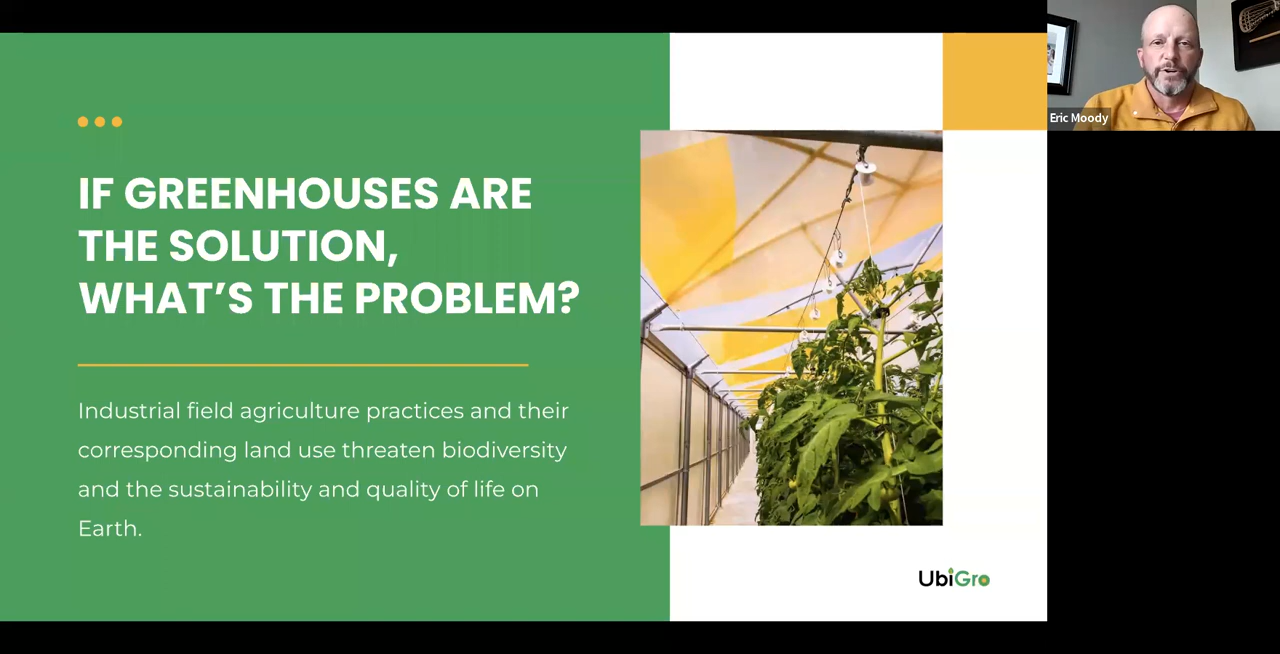 IF GREENHOUSES ARE
THE SOLUTION,
WHAT'S THE PROBLEM?
Industrial field agriculture practices and their
corresponding land use threaten biodiversity
and the sustainability and quality of life on
Earth.
UbiGro
Eric Moody